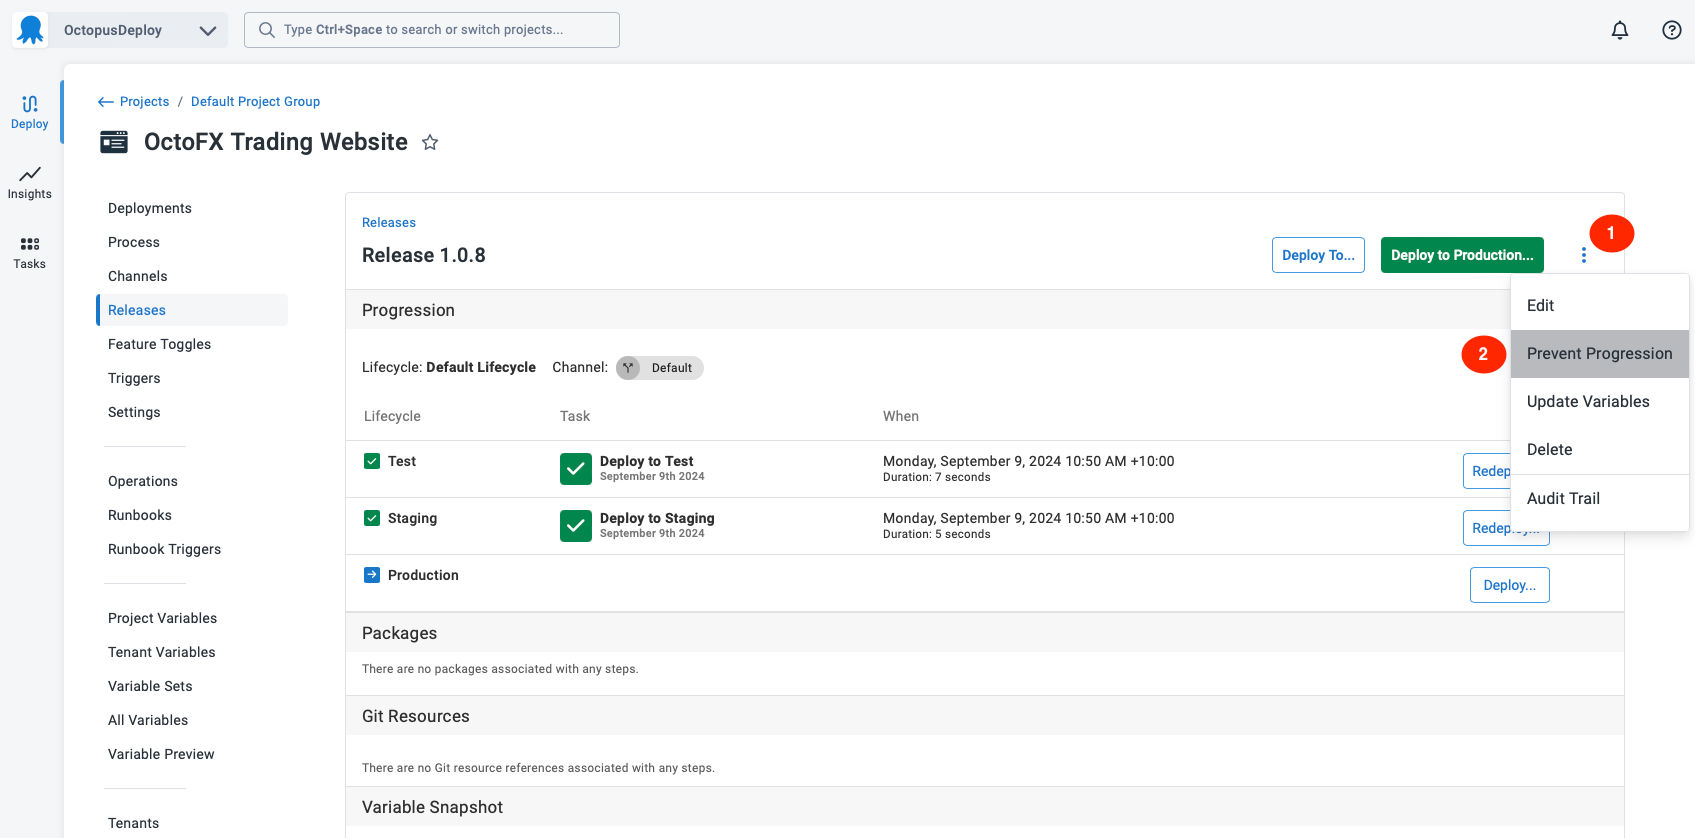 OctopusDeploy
Type Ctrl+Space to search or switch projects...
Deploy
Insights
Tasks
Projects / Default Project Group
OctoFX Trading Website
Deployments
Process
Channels
Releases
Feature Toggles
Triggers
Settings
Operations
Runbooks
Runbook Triggers
Project Variables
Tenant Variables
Variable Sets
All Variables
Variable Preview
Tenants
Releases
Release 1.0.8
Deploy To...
Deploy to Production...
1
Edit
2
Prevent Progression
Update Variables
Delete
Audit Trail
Progression
Lifecycle: Default Lifecycle Channel: Default
Lifecycle Task When
Test Deploy to Test Monday, September 9, 2024 10:50 AM +10:00
September 9th 2024 Duration: 7 seconds
Redep
Staging Deploy to Staging Monday, September 9, 2024 10:50 AM +10:00
September 9th 2024 Duration: 5 seconds
Redeploy...
Production
Deploy...
Packages
There are no packages associated with any steps.
Git Resources
There are no Git resource references associated with any steps.
Variable Snapshot